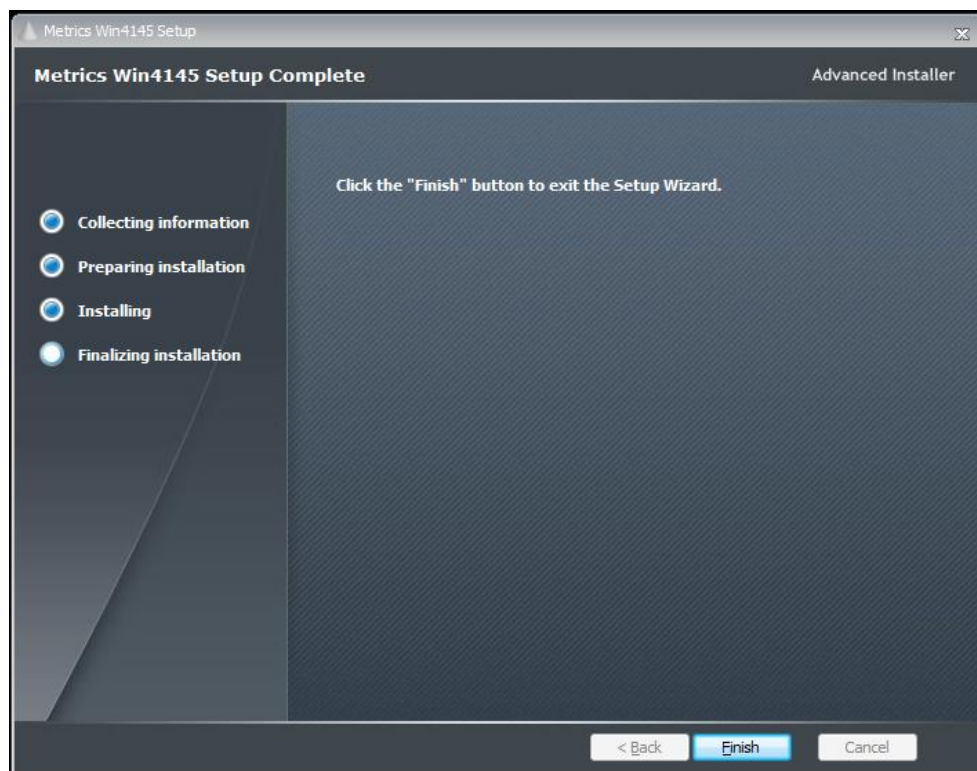 Metrics Win4145 Setup
Metrics Win4145 Setup Complete
Advanced Installer
Click the "Finish" button to exit the Setup Wizard.
Collecting information
Preparing installation
Installing
Finalizing installation
< Back
Finish
Cancel